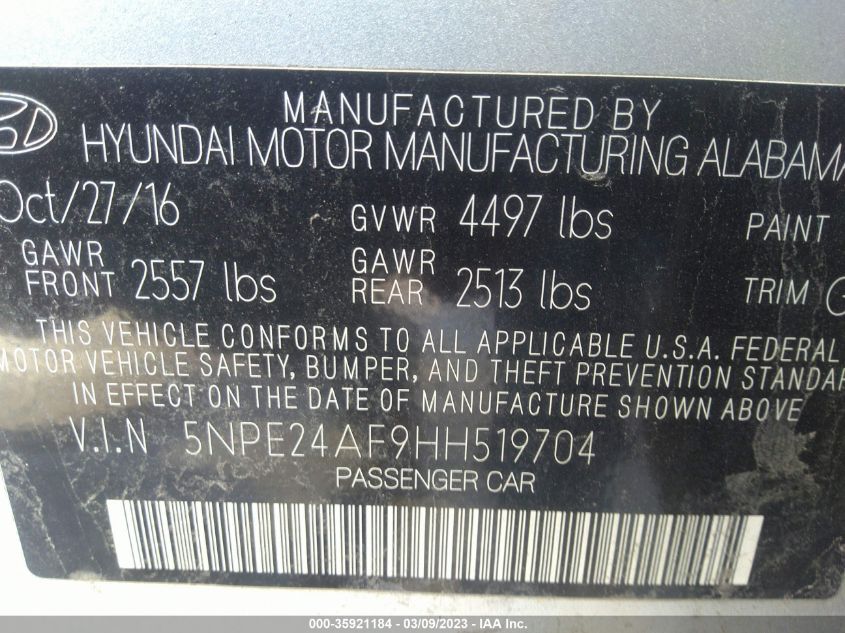 MANUFACTURED BY
HYUNDAI MOTOR MANUFACTURING ALABAMA
Oct/27/16 GVWR 4497 lbs PAINT
GAWR FRONT 2557 lbs GAWR REAR 2513 lbs TRIM
THIS VEHICLE CONFORMS TO ALL APPLICABLE U.S.A. FEDERAL
MOTOR VEHICLE SAFETY, BUMPER, AND THEFT PREVENTION STANDAR
IN EFFECT ON THE DATE OF MANUFACTURE SHOWN ABOVE
V.I.N 5NPE24AF9HH519704
PASSENGER CAR
000-35921184 - 03/09/2023 - ©IAA, Inc.